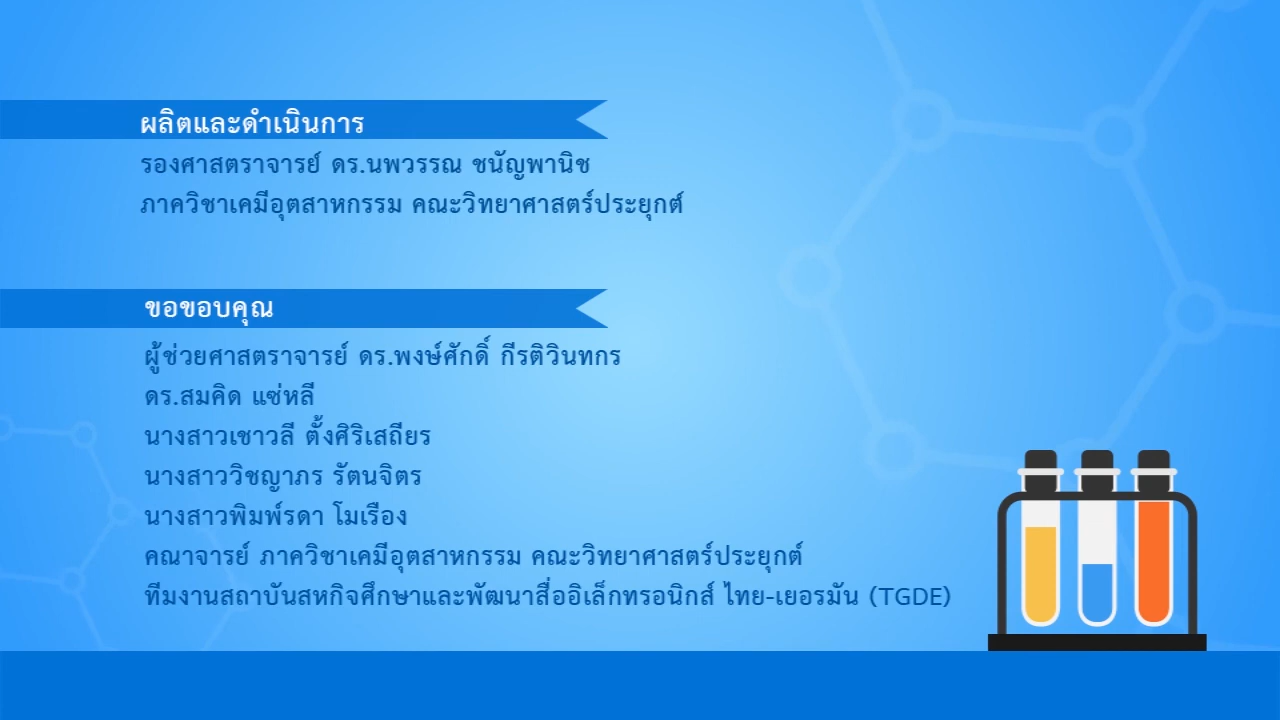 ผลิตและดำเนินการ
รองศาสตราจารย์ ดร.นพวรรณ ชนัญพานิช
ภาควิชาเคมีอุตสาหกรรม คณะวิทยาศาสตร์ประยุกต์
ขอขอบคุณ
ผู้ช่วยศาสตราจารย์ ดร.พงษ์ศักดิ์ กีรติวินทกร
ดร.สมคิด แซ่หลี
นางสาวเชาวลี ตั้งศิริเสถียร
นางสาววิชญาภร รัตนจิตร
นางสาวพิมพ์รดา โมเรือง
คณาจารย์ ภาควิชาเคมีอุตสาหกรรม คณะวิทยาศาสตร์ประยุกต์
ทีมงานสถาบันสหกิจศึกษาและพัฒนาสื่ออิเล็กทรอนิกส์ ไทย-เยอรมัน (TGDE)